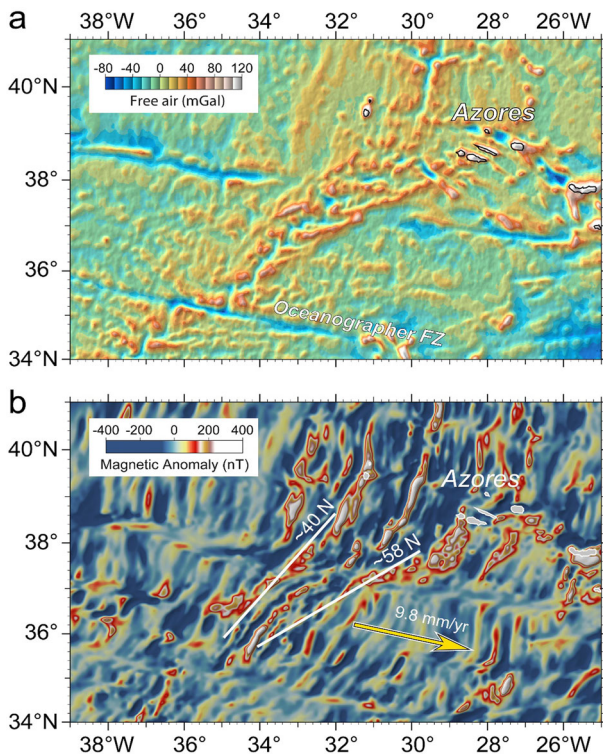 a
38°W 36° 34° 32° 30° 28° 26°W
40°N
38°
36°
34°N
-80 -40 0 40 80 120
Free air (mGal)
Azores
Oceanographer FZ
b
40°N
38°
36°
34°N
-400 -200 0 200 400
Magnetic Anomaly (nT)
Azores
~40 N
~58 N
9.8 mm/yr
38°W 36° 34° 32° 30° 28° 26°W